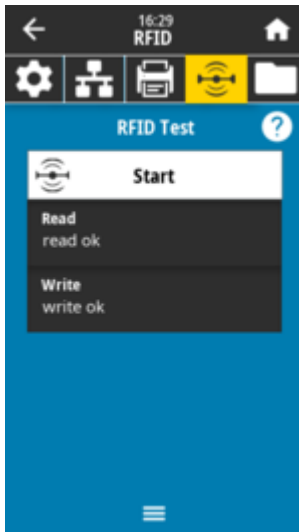 16:29
RFID
RFID Test
?
Start
Read
read ok
Write
write ok